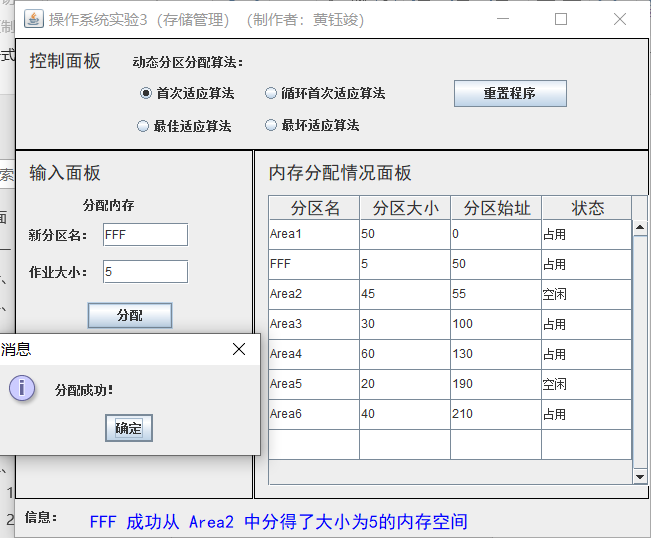 操作系统实验3（存储管理）（制作者：黄钰竣）
控制面板
动态分区分配算法：
首次适应算法
循环首次适应算法
重置程序
最佳适应算法
最坏适应算法
输入面板
分配内存
新分区名： FFF
作业大小： 5
分配
内存分配情况面板
分区名 分区大小 分区始址 状态
Area1 50 0 占用
FFF 5 50 占用
Area2 45 55 空闲
Area3 30 100 占用
Area4 60 130 占用
Area5 20 190 空闲
Area6 40 210 占用
消息
分配成功！
确定
信息： FFF 成功从 Area2 中分得了大小为5的内存空间